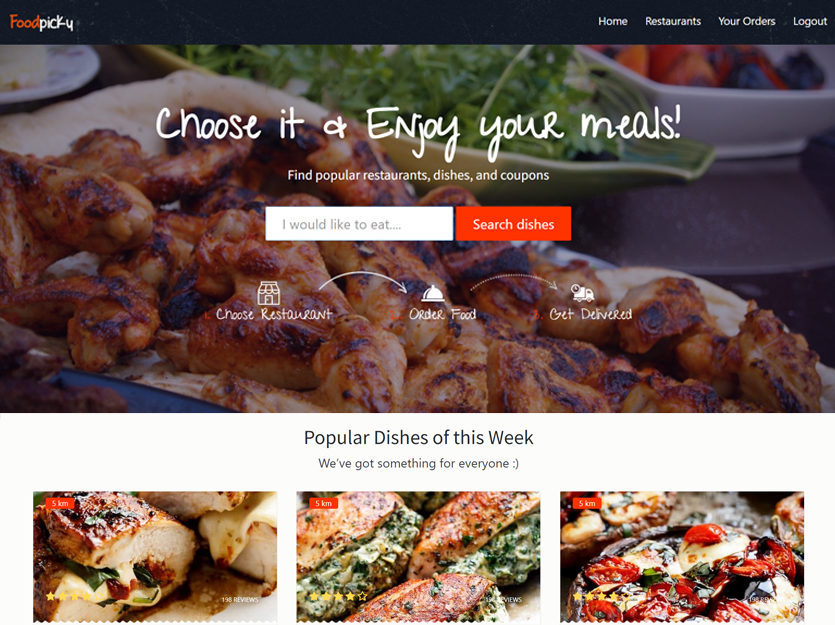 Foodpicky
Home Restaurants Your Orders Logout
Choose it & Enjoy your meals!
Find popular restaurants, dishes, and coupons
I would like to eat....
Search dishes
1. Choose Restaurant
Order Food
3. Get Delivered
Popular Dishes of this Week
We've got something for everyone :)
5 km
5 km
5 km
198 REVIEWS
198 REVIEWS
198